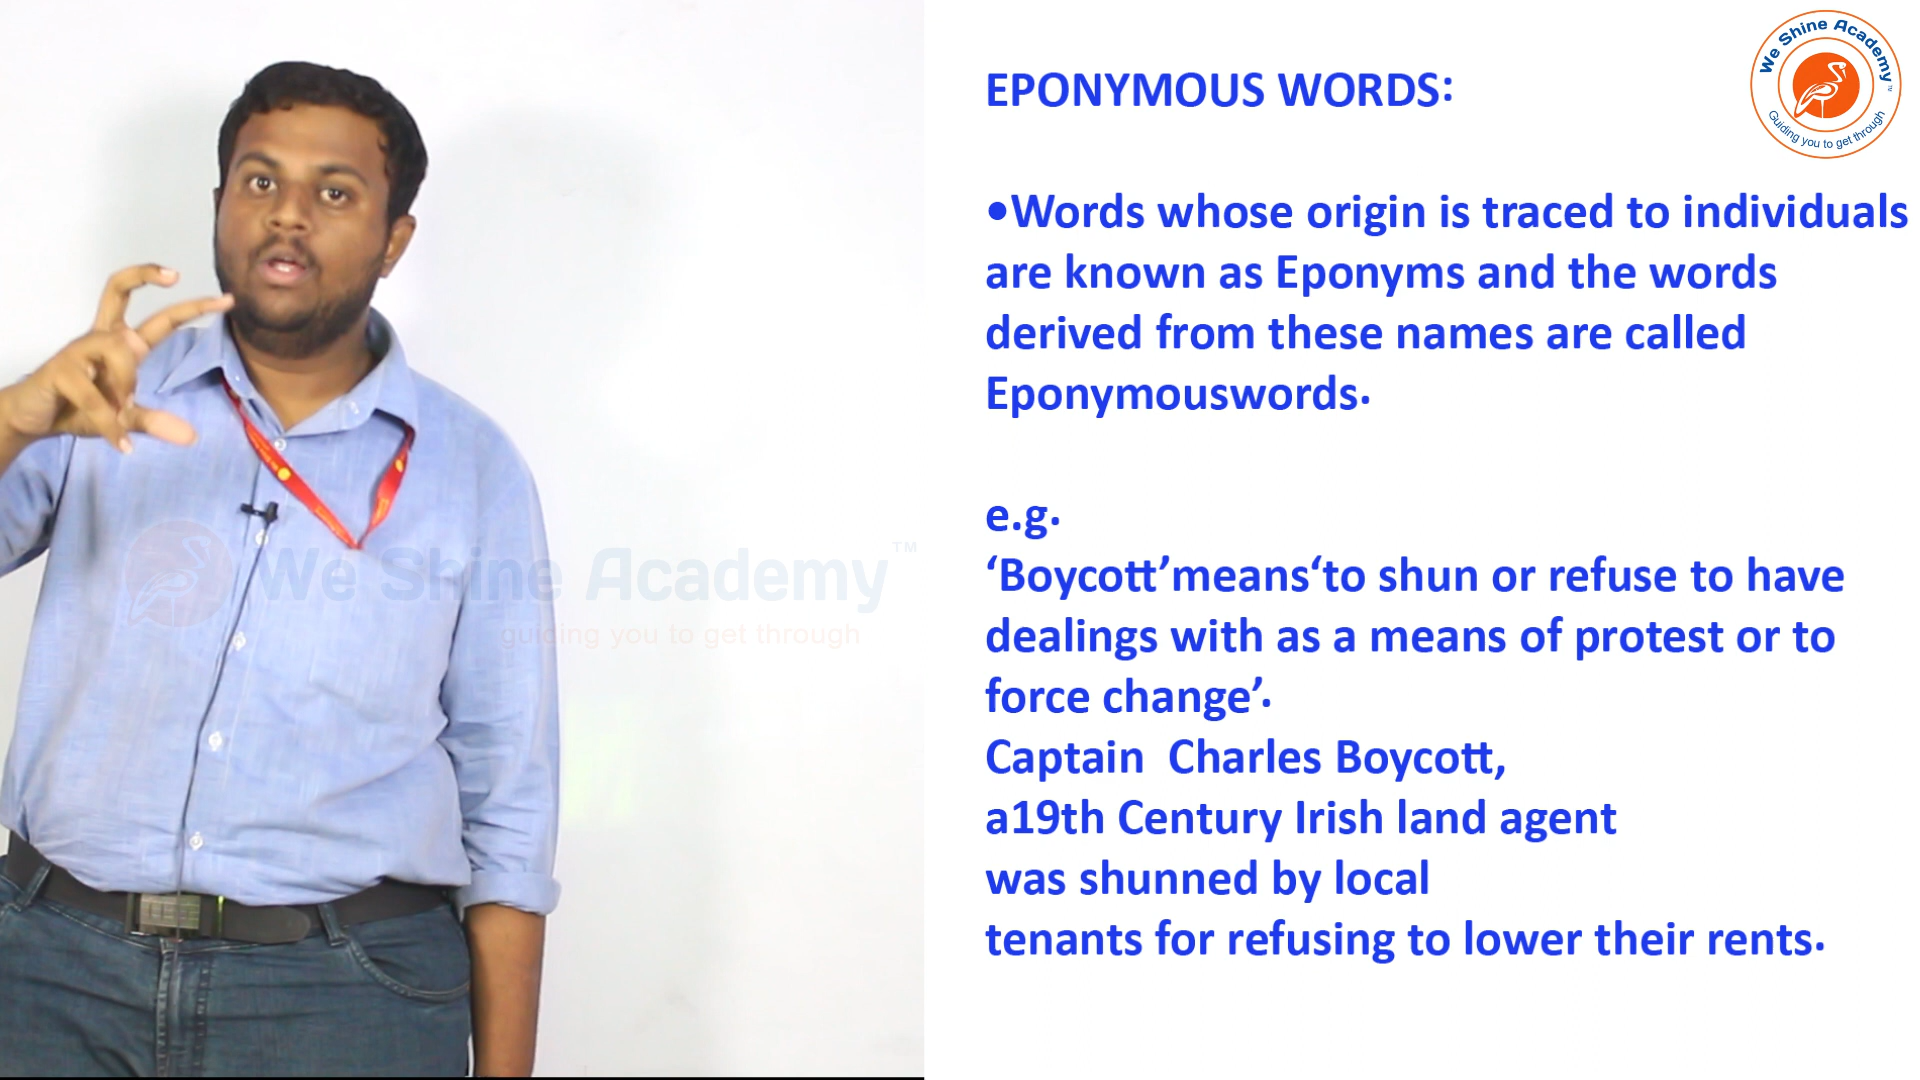 EPONYMOUS WORDS:
We Shine Academy
TM
Guiding you to get through
•Words whose origin is traced to individuals
are known as Eponyms and the words
derived from these names are called
Eponymouswords.
e.g.
‘Boycott’means‘to shun or refuse to have
dealings with as a means of protest or to
force change’.
Captain  Charles Boycott,
a19th Century Irish land agent
was shunned by local
tenants for refusing to lower their rents.
We Shine Academy TM
guiding you to get through